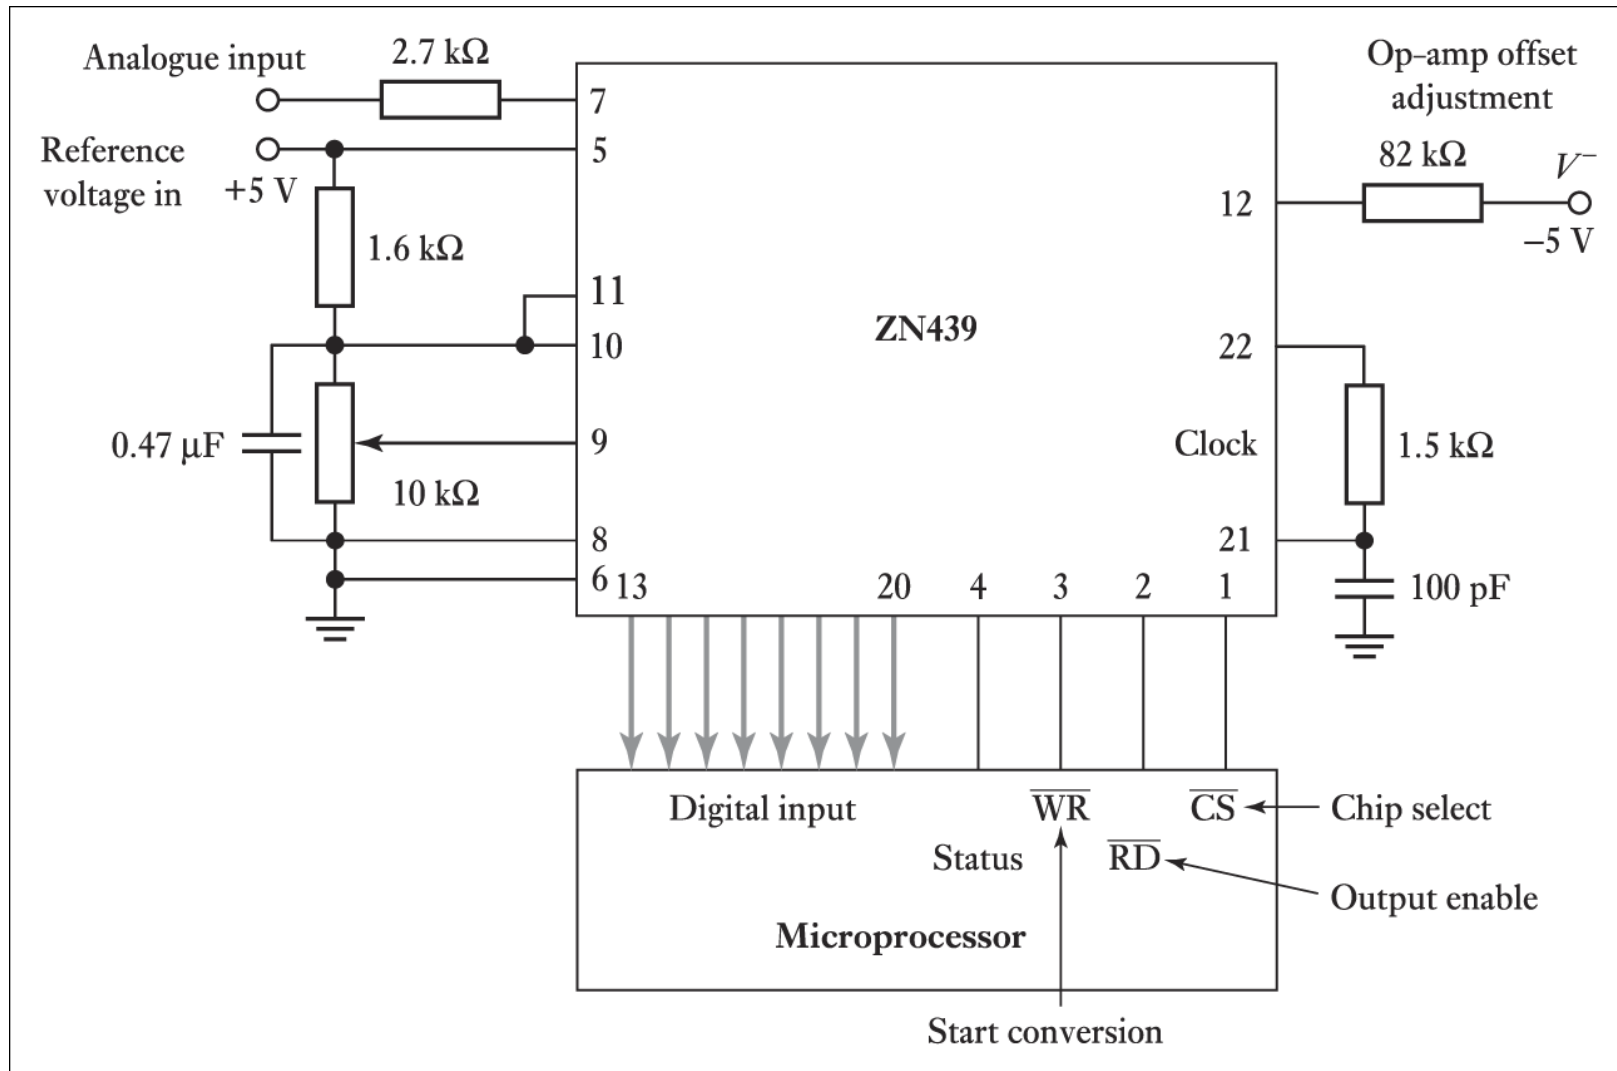 Analogue input
2.7 kΩ
7
Reference
voltage in
+5 V
5
1.6 kΩ
11
10
0.47 μF
9
10 kΩ
8
6
13
20
4
3
2
1
ZN439
Op-amp offset
adjustment
82 kΩ
V⁻
−5 V
12
22
Clock
1.5 kΩ
21
100 pF
Digital input
W̅R̅
C̅S̅
Chip select
Status
R̅D̅
Output enable
Microprocessor
Start conversion